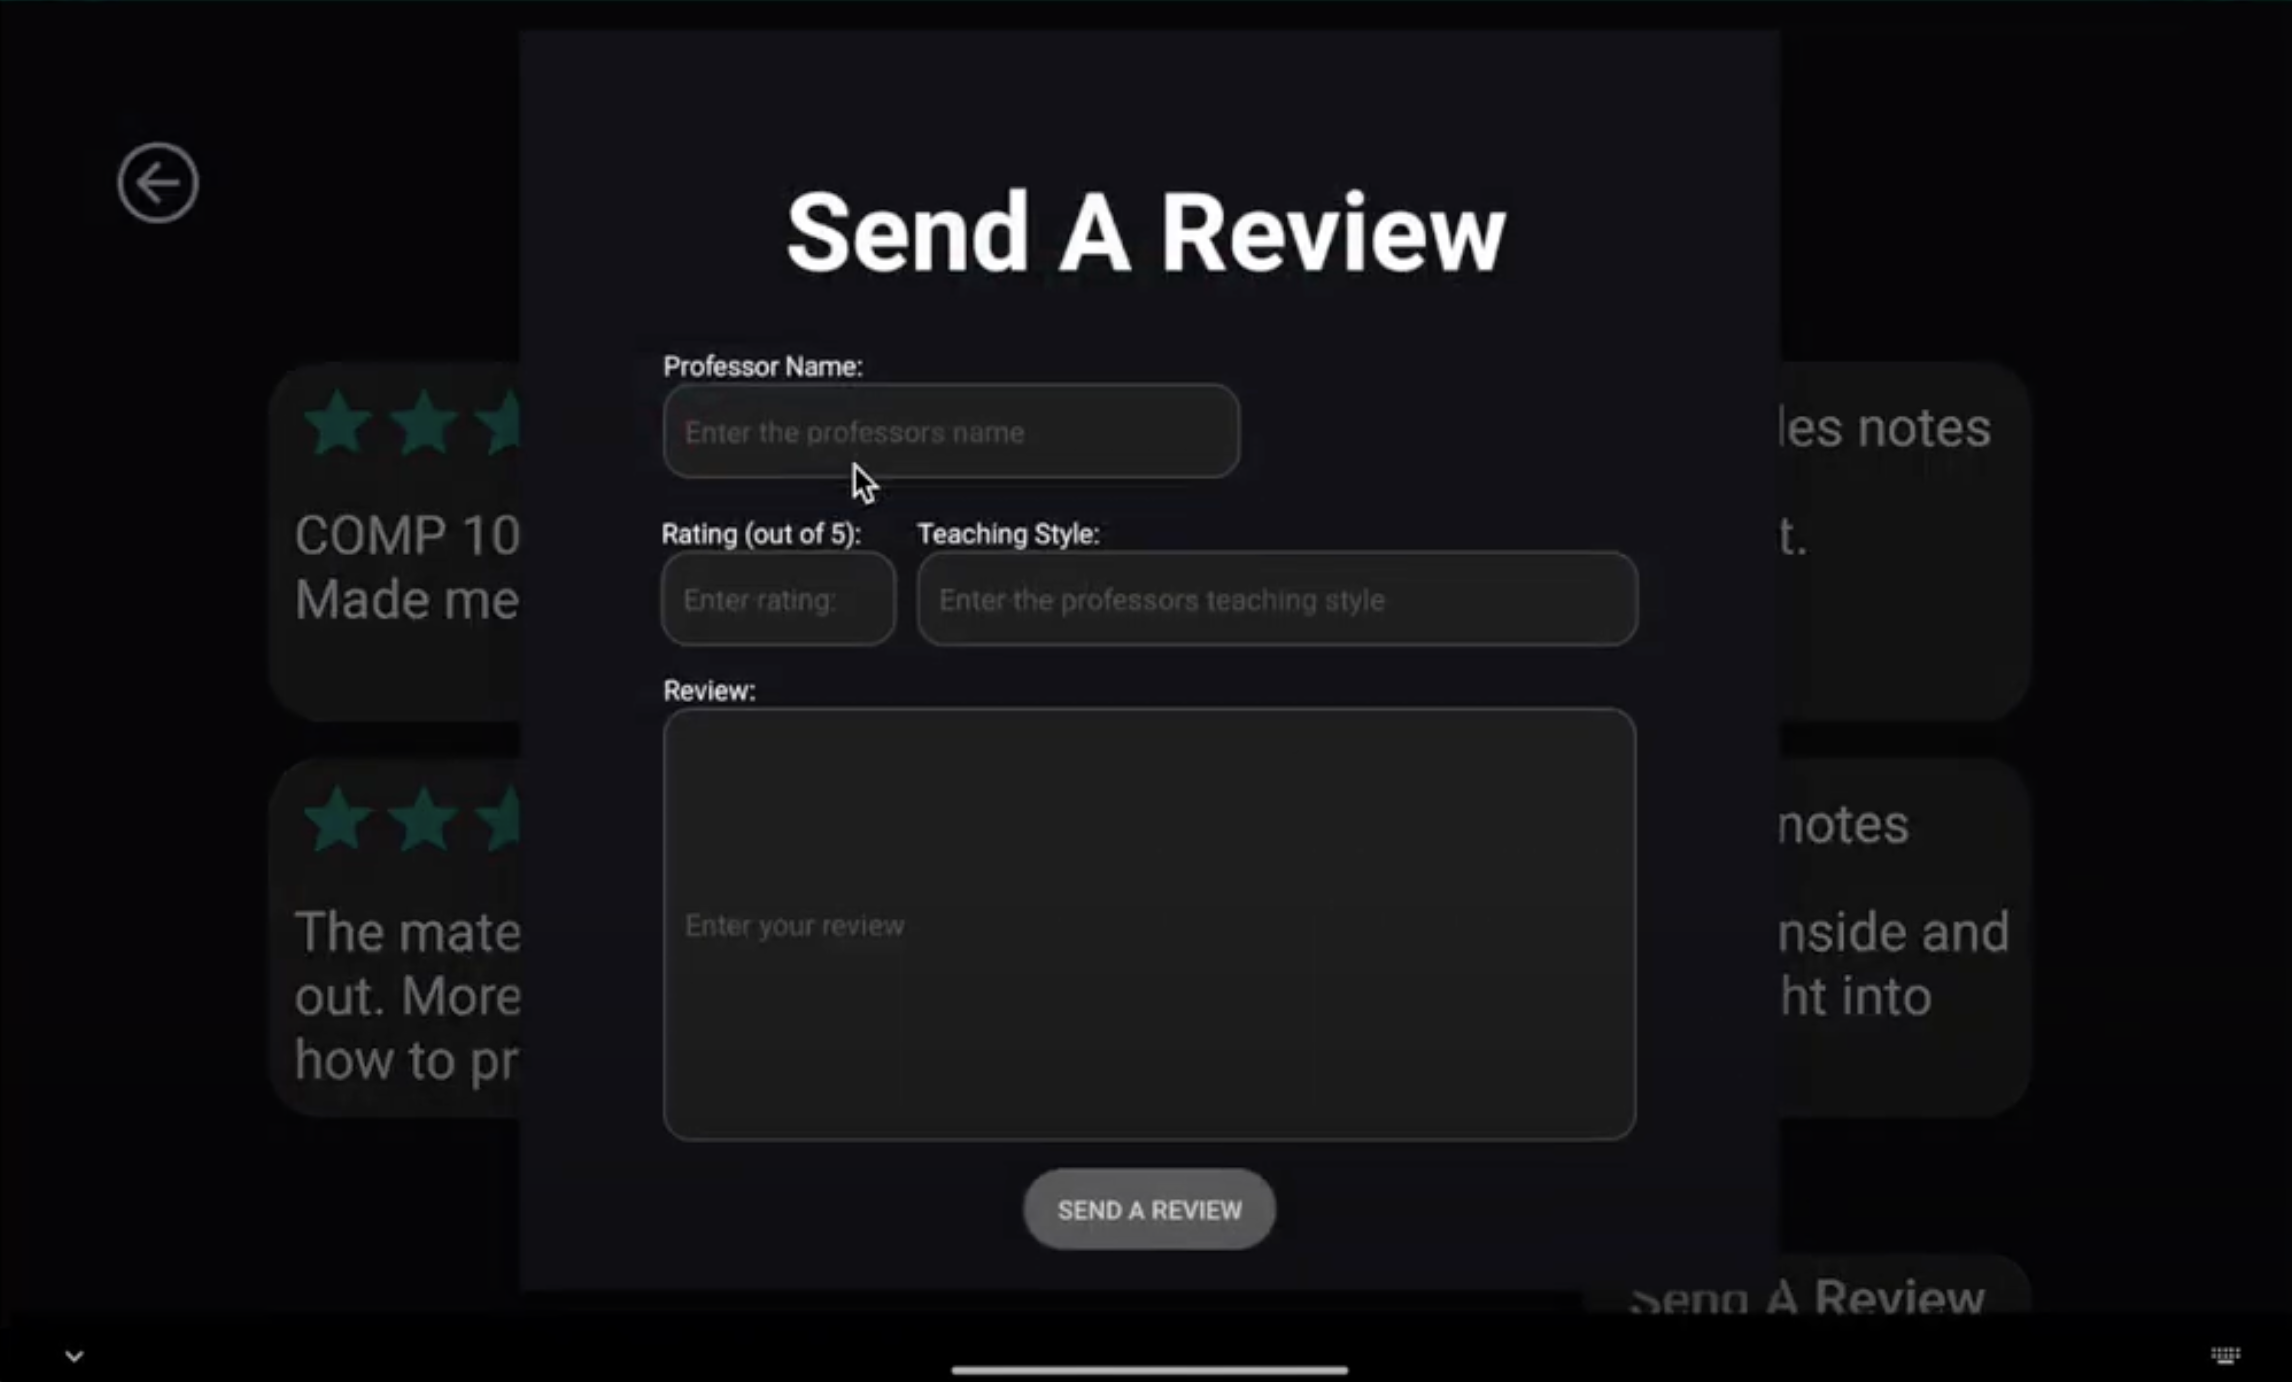 Send A Review
Professor Name:
Enter the professors name
Rating (out of 5): Teaching Style:
Enter rating: Enter the professors teaching style
Review:
Enter your review
SEND A REVIEW
COMP 10
Made me
The mate
out. More
how to pr
les notes
t.
notes
nside and
ht into
Send A Review